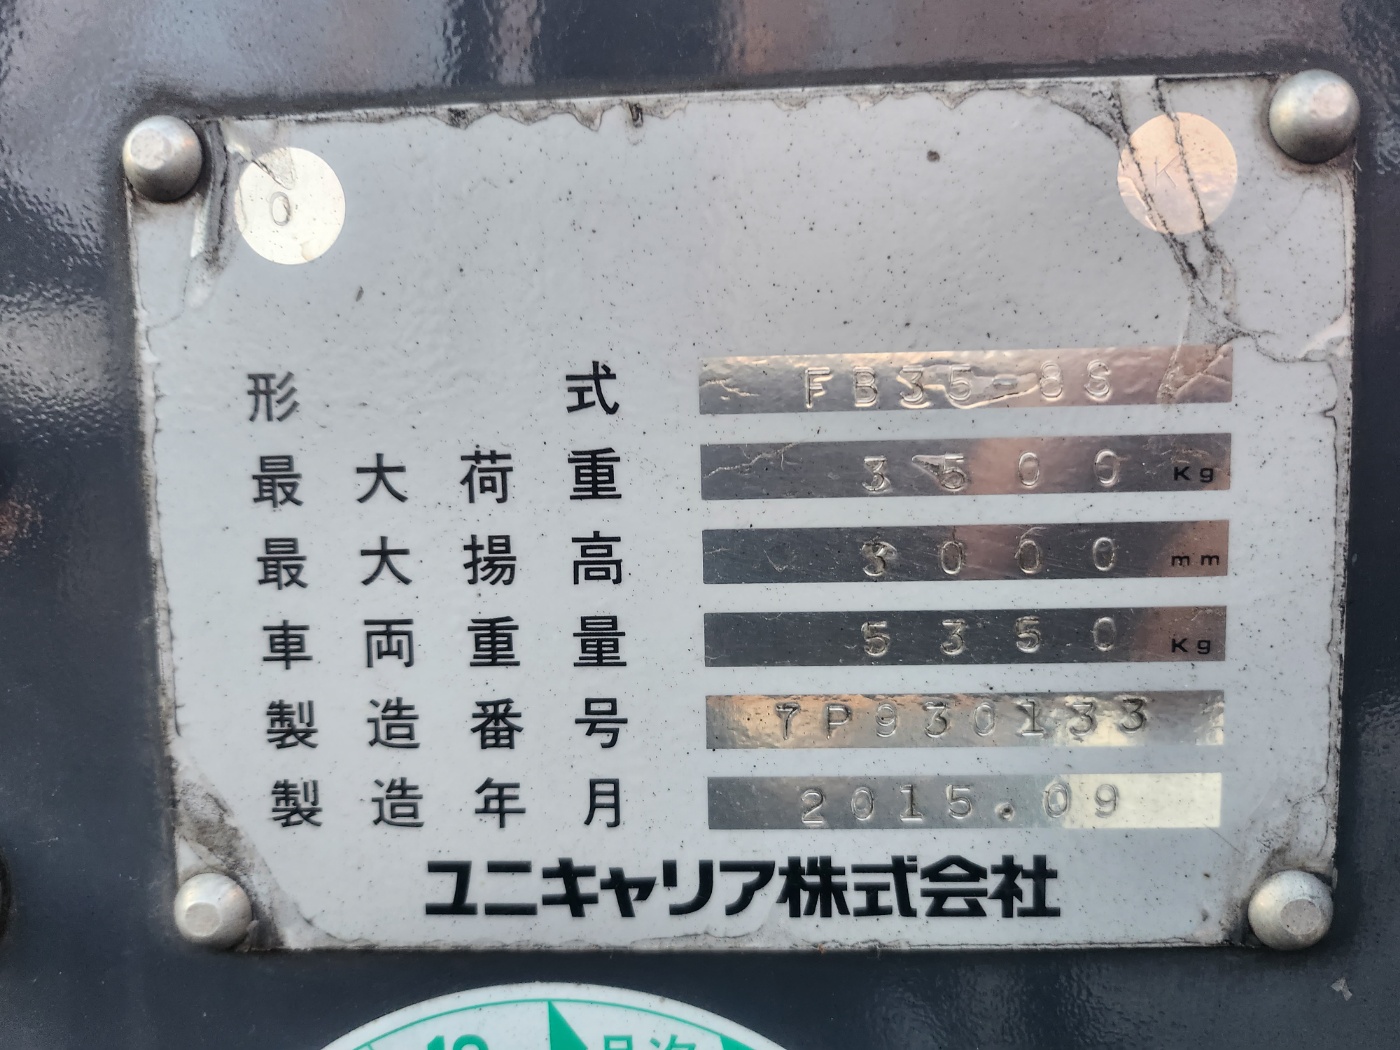 O K
形式 FB35-8S
最大荷重 3500 Kg
最大揚高 3000 mm
車両重量 5350 Kg
製造番号 7P930133
製造年月 2015.09
ユニキャリア株式会社
月次